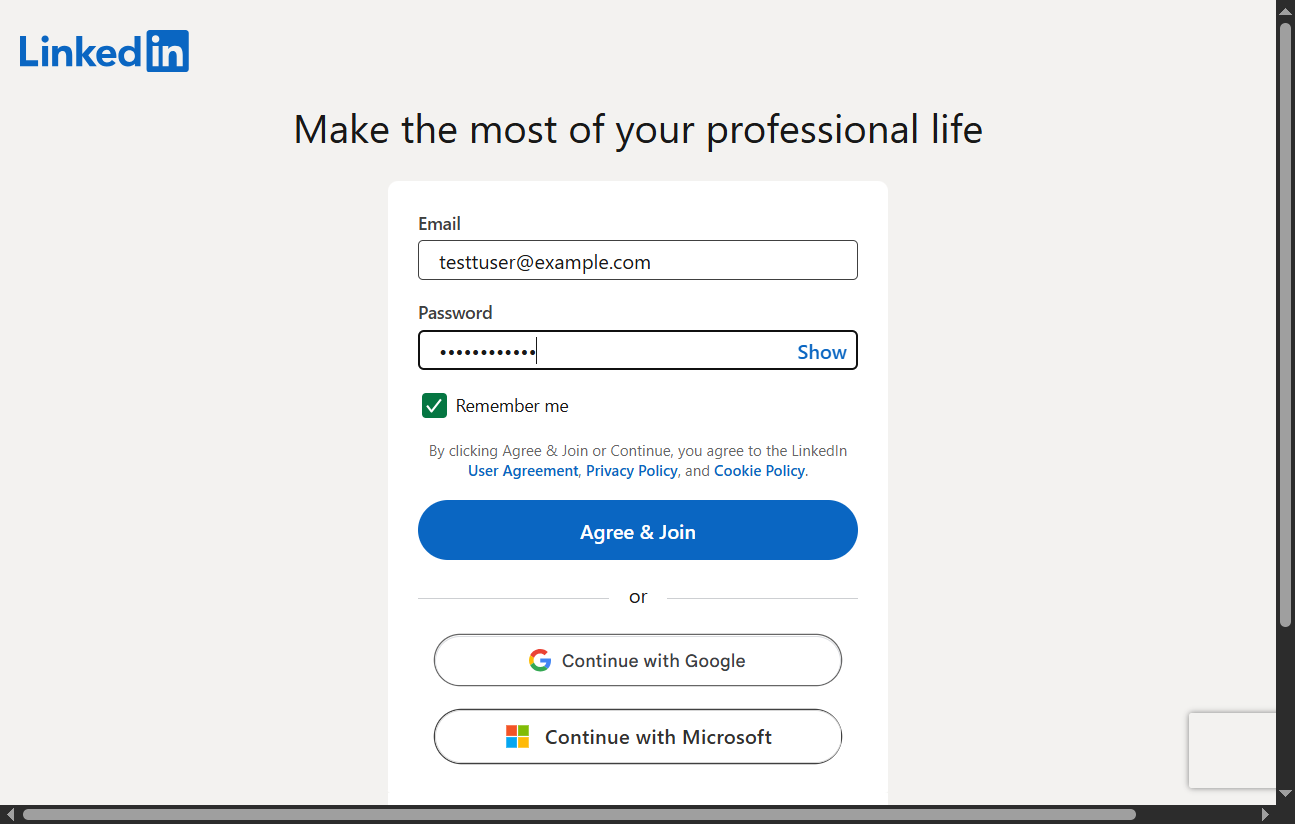 Linkedin
Make the most of your professional life
Email
testtuser@example.com
Password
••••••••••••
Show
Remember me
By clicking Agree & Join or Continue, you agree to the LinkedIn
User Agreement, Privacy Policy, and Cookie Policy.
Agree & Join
or
Continue with Google
Continue with Microsoft